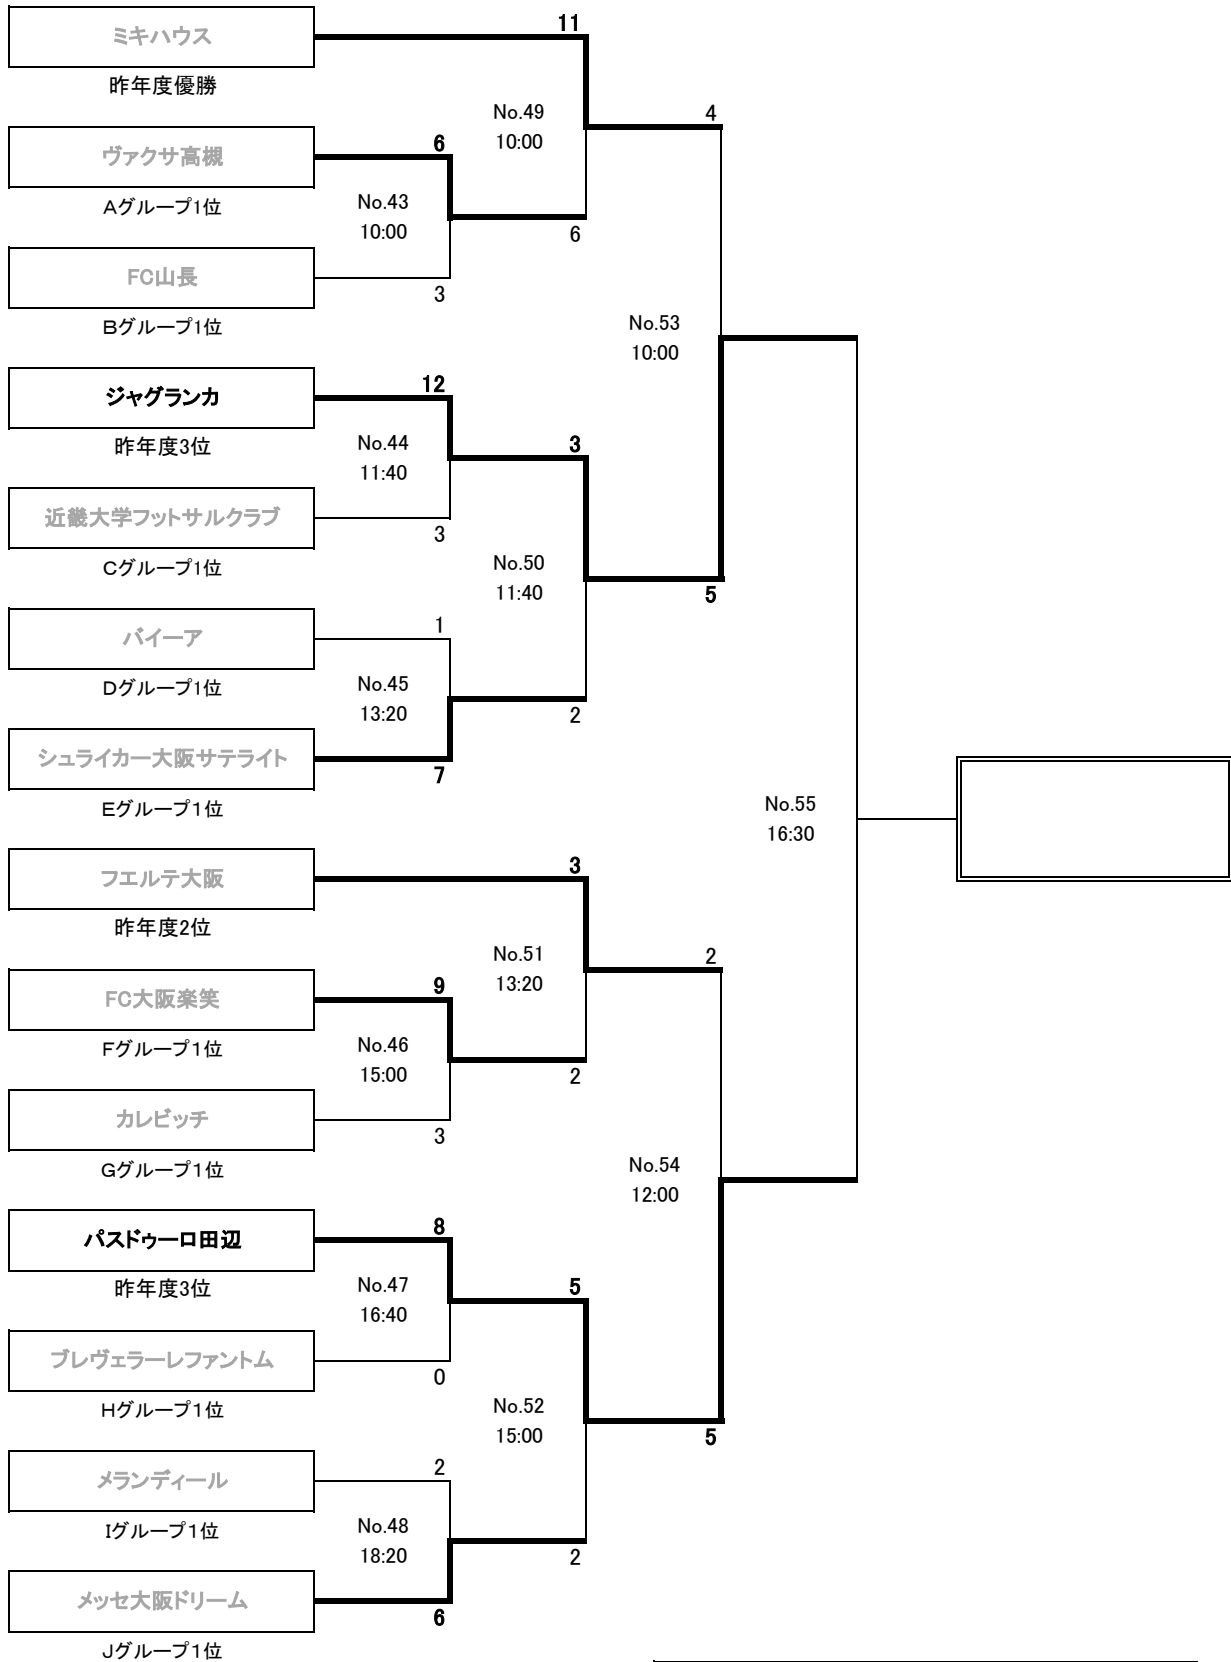 11
ミキハウス
昨年度優勝
No.49
10:00
4
6
ヴァクサ高槻
Aグループ1位
No.43
10:00
6
FC山長
3
Bグループ1位
No.53
10:00
12
ジャグランカ
昨年度3位
No.44
11:40
3
近畿大学フットサルクラブ
3
Cグループ1位
No.50
11:40
5
1
バイーア
Dグループ1位
No.45
13:20
2
シュライカー大阪サテライト
7
Eグループ1位
No.55
16:30
3
フエルテ大阪
昨年度2位
No.51
13:20
2
9
FC大阪楽笑
Fグループ1位
No.46
15:00
2
カレビッチ
3
Gグループ1位
No.54
12:00
8
パスドゥーロ田辺
昨年度3位
No.47
16:40
5
ブレヴェラーレファントム
0
Hグループ1位
No.52
15:00
5
2
メランディール
Iグループ1位
No.48
18:20
2
メッセ大阪ドリーム
6
Jグループ1位